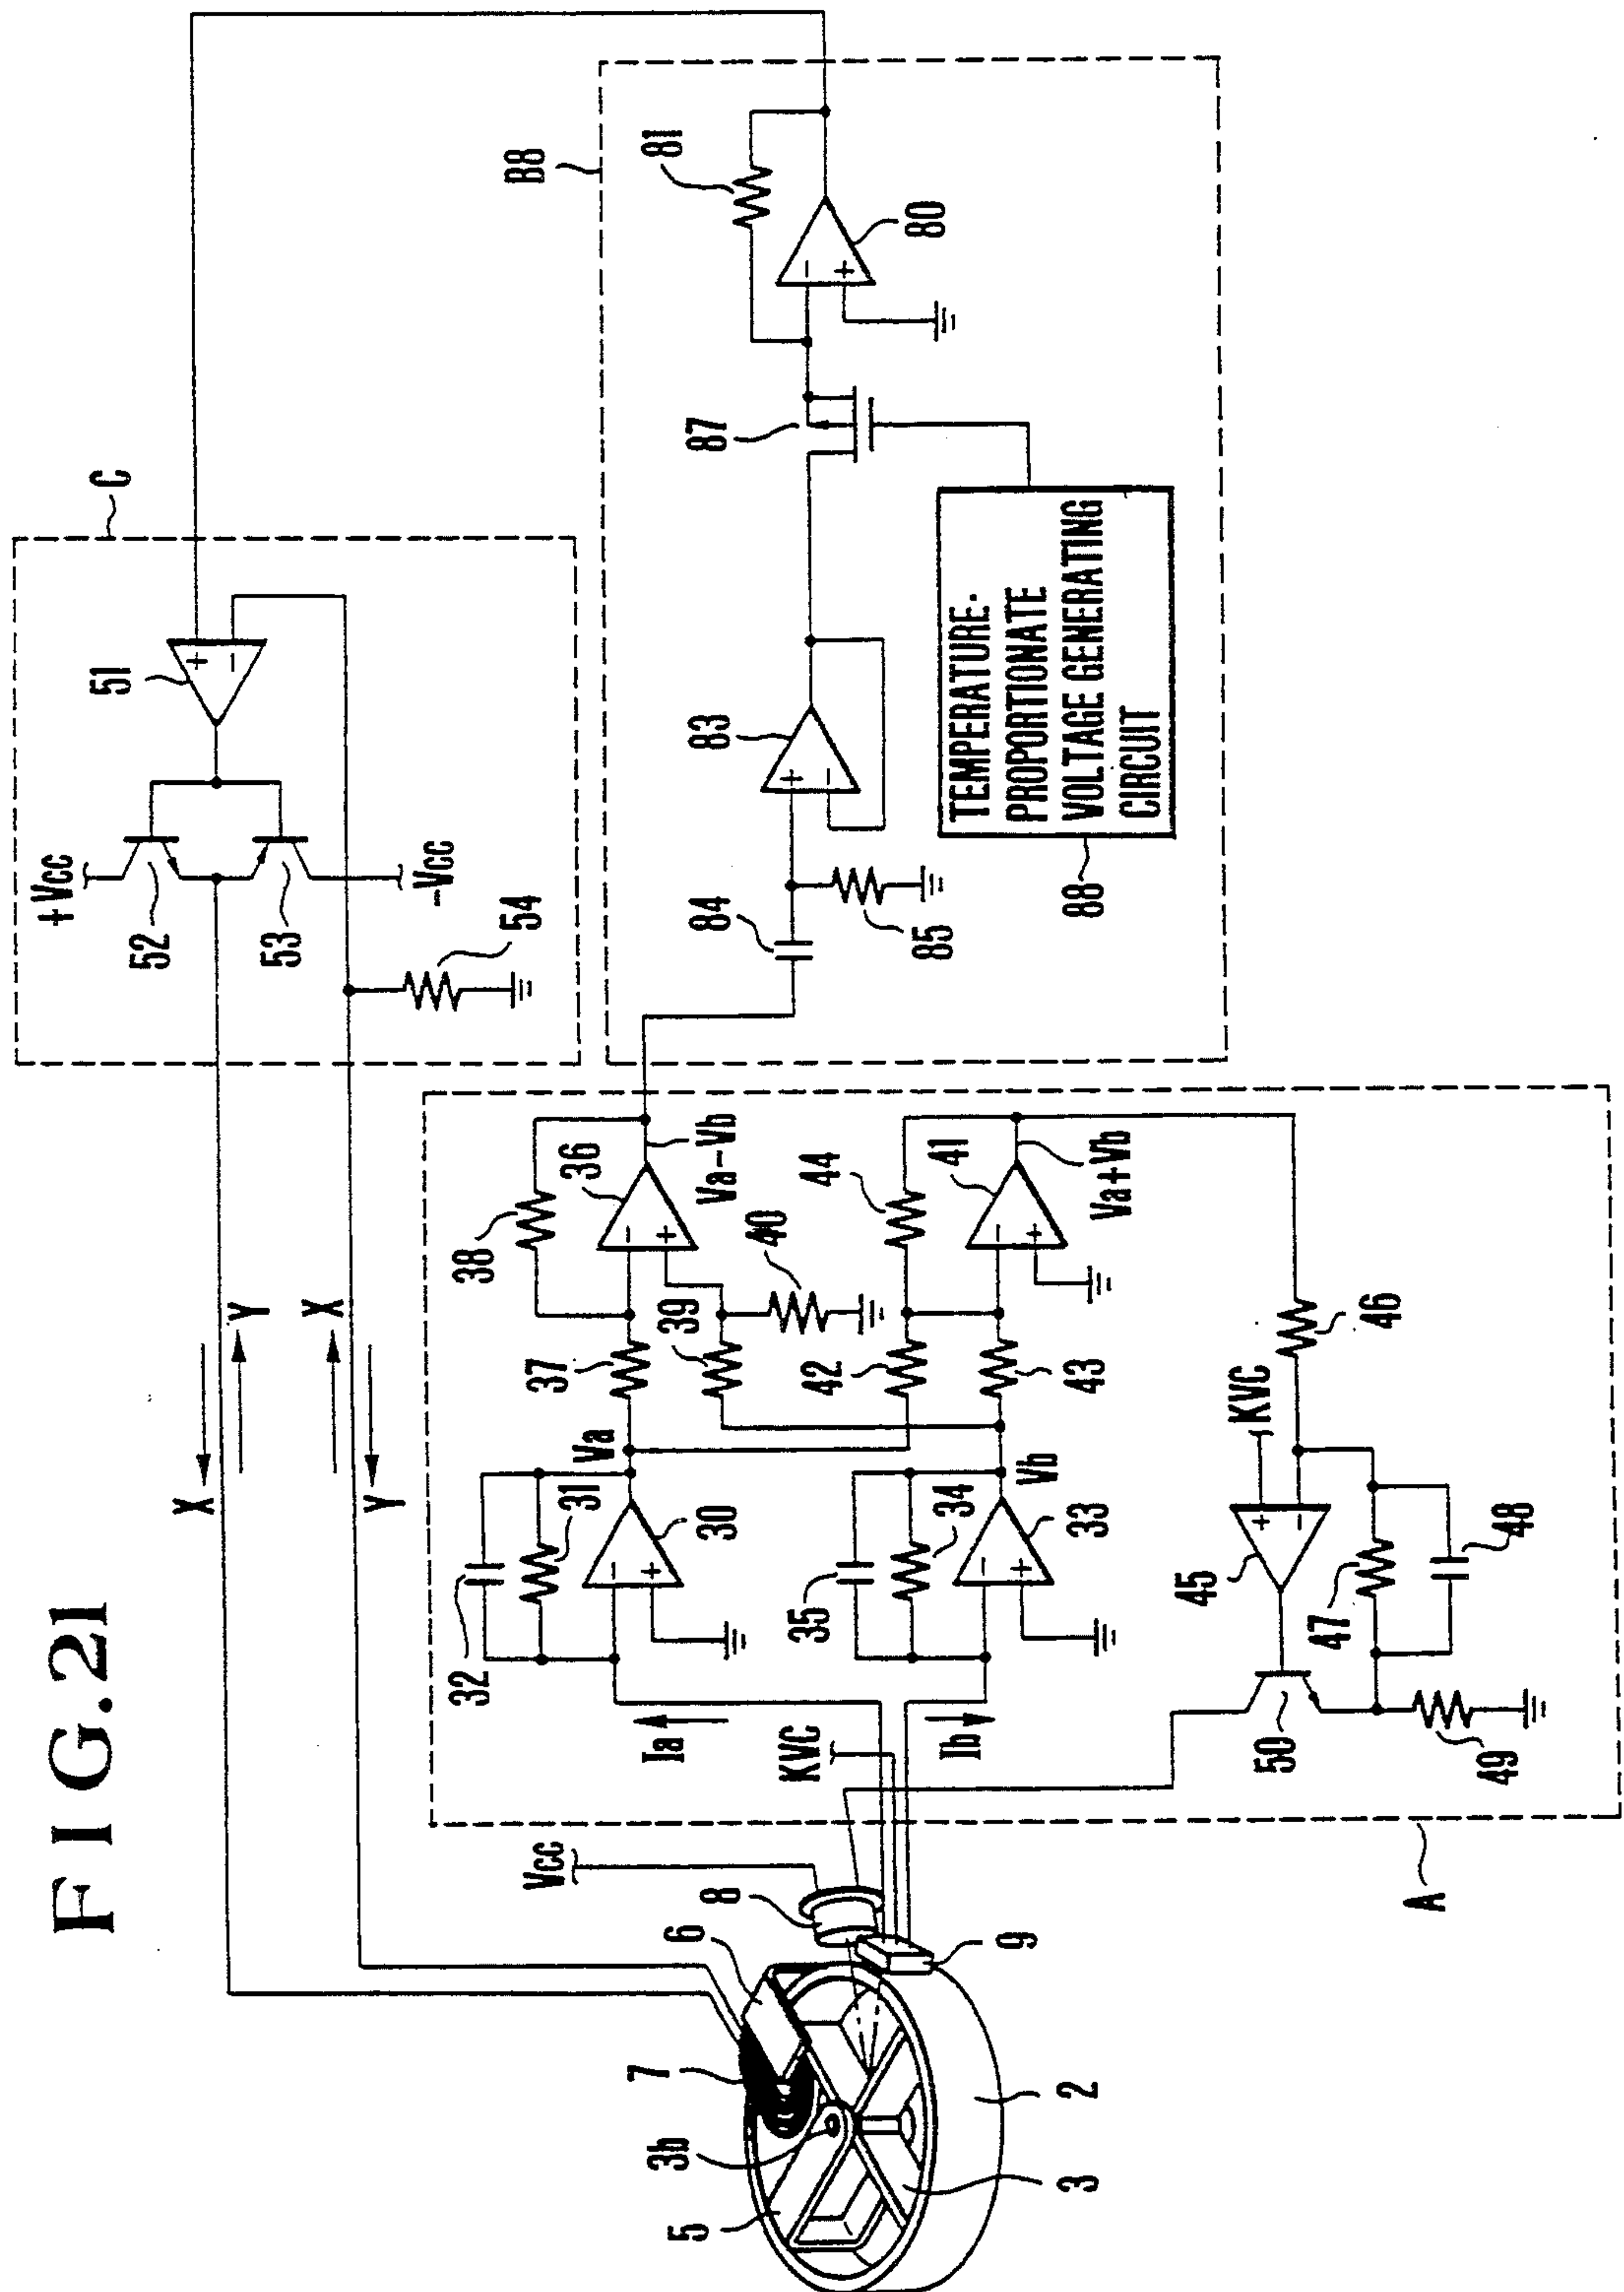 FIG.21
X
Y
X
Y
+Vcc
52
53
-Vcc
54
51
C
B8
81
80
87
83
84
85
88
TEMPERATURE-
PROPORTIONATE
VOLTAGE GENERATING
CIRCUIT
32
31
30
Va
37
38
36
Va-Vb
39
40
35
34
33
Vb
42
43
44
41
Va+Vb
Ia
Ib
KVC
KVC
45
46
47
48
49
50
A
Vcc
8
6
7
9
3b
5
3
2
+
-
+
-
+
-
+
-
-
+
-
+
-
+
-
+
+
-